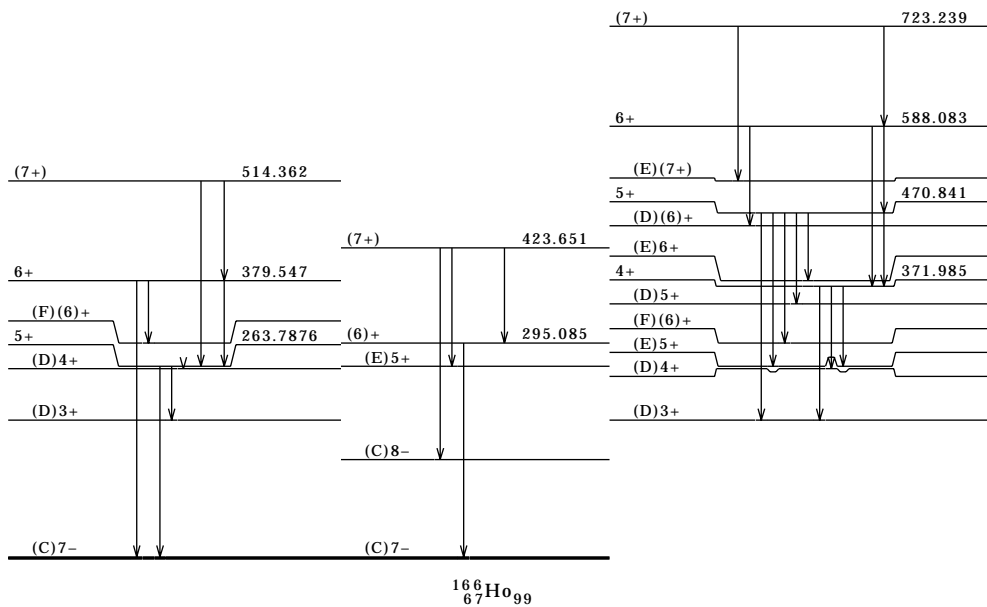 (7+) 723.239
6+ 588.083
(E)(7+)
5+ 470.841
(D)(6)+
(E)6+
4+ 371.985
(D)5+
(F)(6)+
(E)5+
(D)4+
(D)3+
(7+) 514.362
6+ 379.547
(F)(6)+
5+ 263.7876
(D)4+
(D)3+
(C)7−
(7+) 423.651
(6)+ 295.085
(E)5+
(C)8−
(C)7−
¹⁶⁶₆₇Ho₉₉